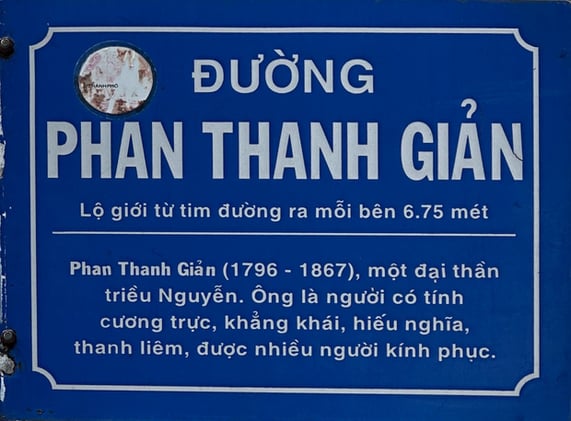 THÀNH PHỐ
ĐƯỜNG
PHAN THANH GIẢN
Lộ giới từ tim đường ra mỗi bên 6.75 mét
Phan Thanh Giản (1796 - 1867), một đại thần
triều Nguyễn. Ông là người có tính
cương trực, khẳng khái, hiếu nghĩa,
thanh liêm, được nhiều người kính phục.